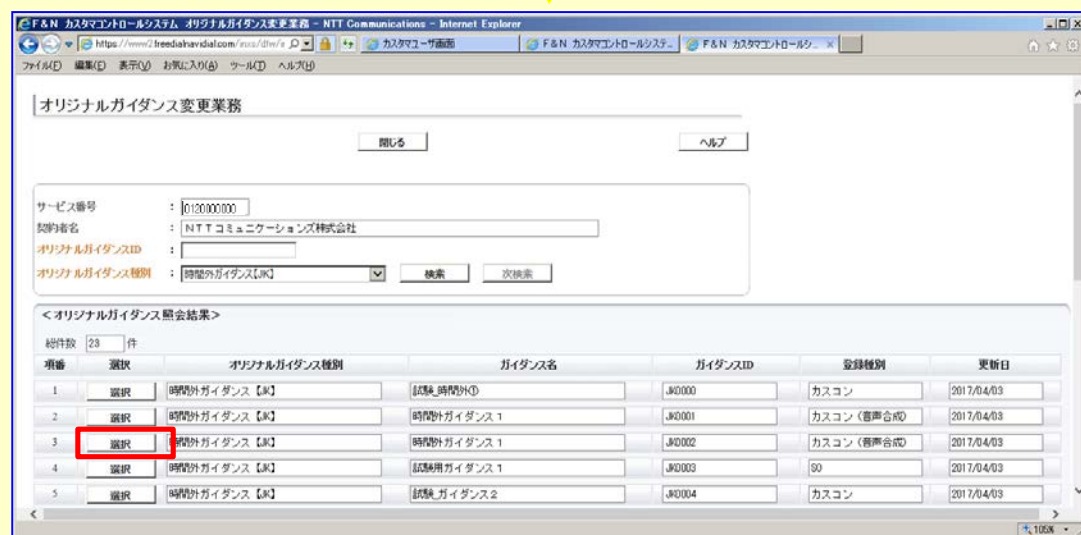 F&N カスタマコントロールシステム オリジナルガイダンス変更業務 - NTT Communications - Internet Explorer
カスタマユーザ画面 F&N カスタマコントロールシステ... F&N カスタマコントロールシ... ×
ファイル(F) 編集(E) 表示(V) お気に入り(A) ツール(T) ヘルプ(H)
オリジナルガイダンス変更業務
閉じる ヘルプ
サービス番号 : 0120000000
契約者名 : NTTコミュニケーションズ株式会社
オリジナルガイダンスID :
オリジナルガイダンス種別 : 時間外ガイダンス【JK】 検索 次検索
<オリジナルガイダンス照会結果>
総件数 23 件
項番 選択 オリジナルガイダンス種別 ガイダンス名 ガイダンスID 登録種別 更新日
1 選択 時間外ガイダンス【JK】 試験_時間外① JK0000 カスコン 2017/04/03
2 選択 時間外ガイダンス【JK】 時間外ガイダンス1 JK0001 カスコン（音声合成） 2017/04/03
3 選択 時間外ガイダンス【JK】 時間外ガイダンス1 JK0002 カスコン（音声合成） 2017/04/03
4 選択 時間外ガイダンス【JK】 試験用ガイダンス1 JK0003 SO 2017/04/03
5 選択 時間外ガイダンス【JK】 試験_ガイダンス2 JK0004 カスコン 2017/04/03
105%